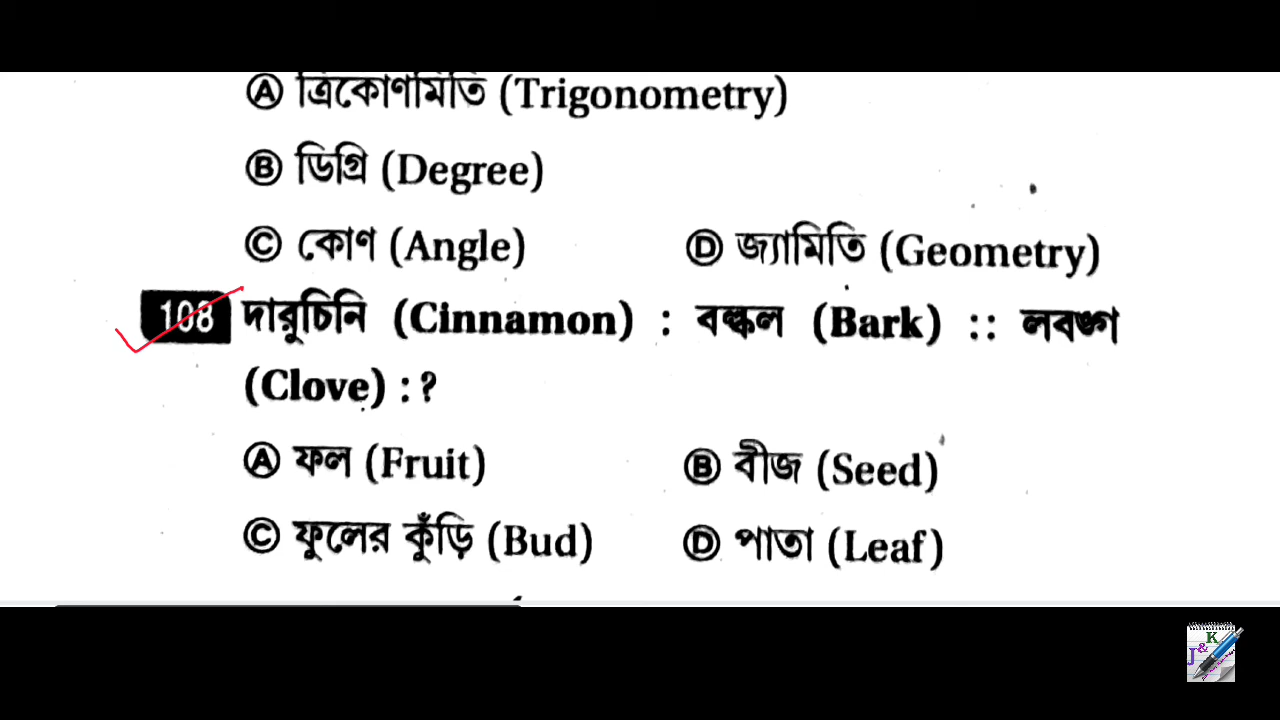 Ⓐ ত্রিকোণমিতি (Trigonometry)
Ⓑ ডিগ্রি (Degree)
Ⓒ কোণ (Angle) Ⓓ জ্যামিতি (Geometry)
108 দারুচিনি (Cinnamon) : বল্কল (Bark) :: লবঙ্গ
(Clove) : ?
Ⓐ ফল (Fruit) Ⓑ বীজ (Seed)
Ⓒ ফুলের কুঁড়ি (Bud) Ⓓ পাতা (Leaf)
J&K